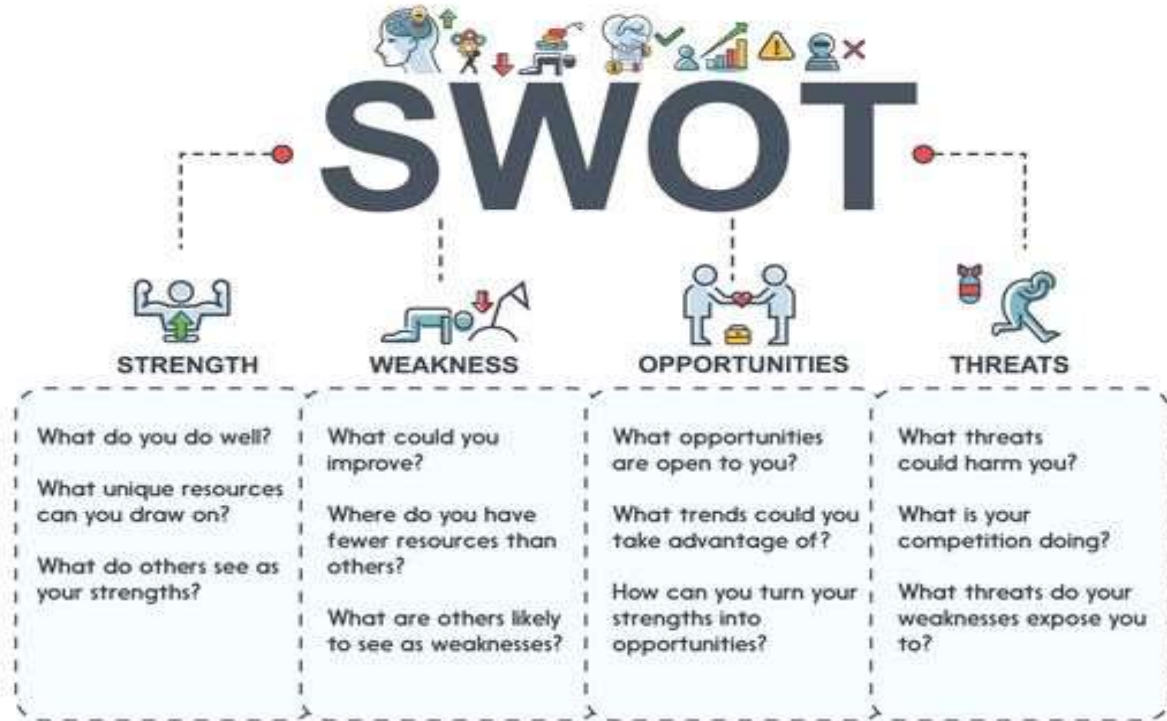 SWOT
STRENGTH
What do you do well?
What unique resources
can you draw on?
What do others see as
your strengths?
WEAKNESS
What could you
improve?
Where do you have
fewer resources than
others?
What are others likely
to see as weaknesses?
OPPORTUNITIES
What opportunities
are open to you?
What trends could you
take advantage of?
How can you turn your
strengths into
opportunities?
THREATS
What threats
could harm you?
What is your
competition doing?
What threats do your
weaknesses expose you
to?